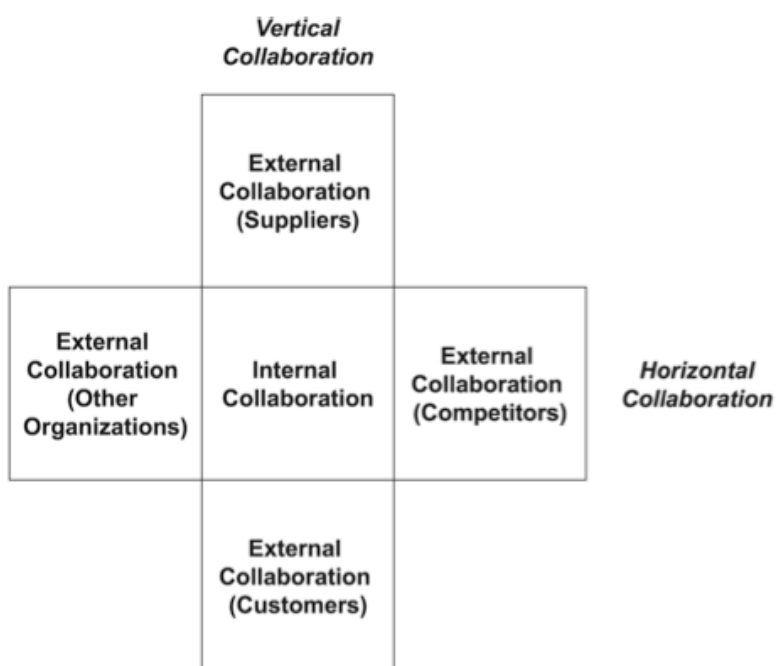 Vertical
Collaboration
External
Collaboration
(Suppliers)
External
Collaboration
(Other
Organizations)
Internal
Collaboration
External
Collaboration
(Competitors)
Horizontal
Collaboration
External
Collaboration
(Customers)